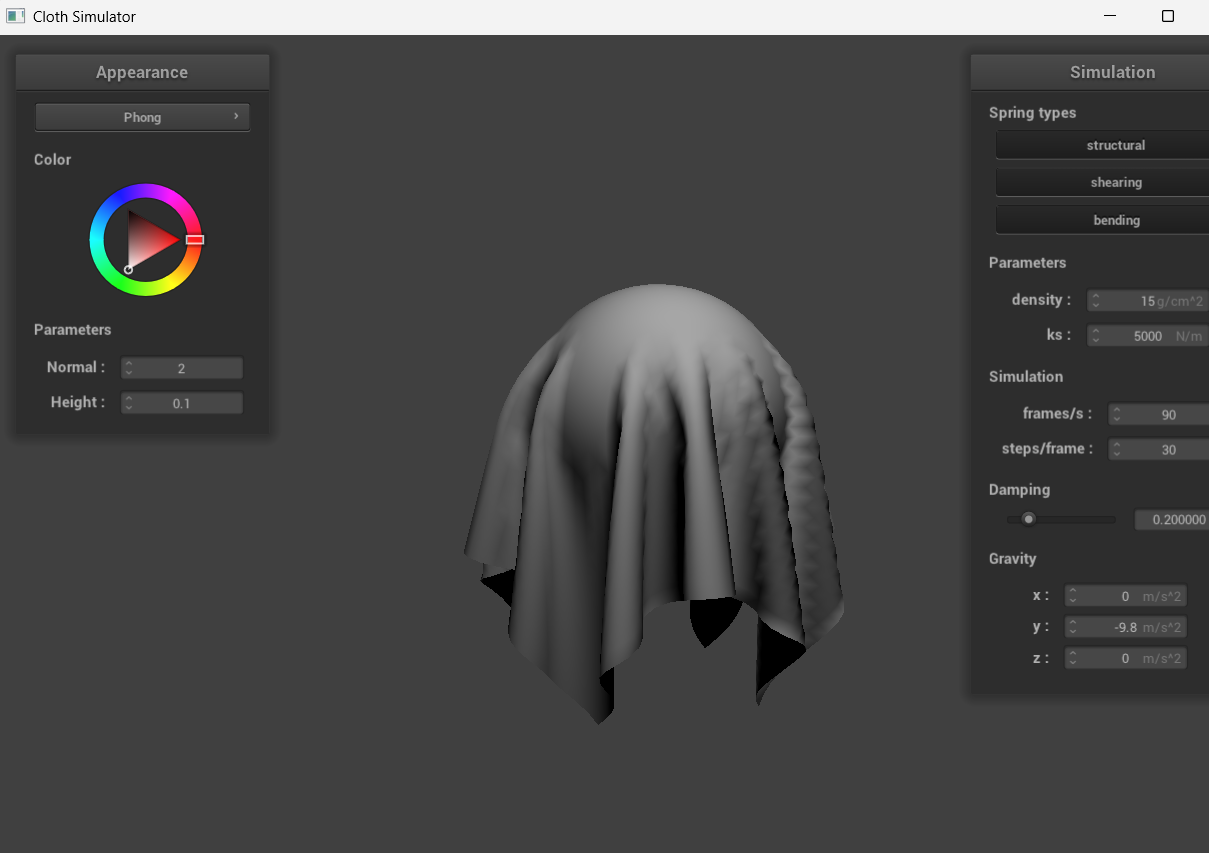 Cloth Simulator
Appearance
Phong
Color
Parameters
Normal :
2
Height :
0.1
Simulation
Spring types
structural
shearing
bending
Parameters
density :
15 g/cm^2
ks :
5000 N/m
Simulation
frames/s :
90
steps/frame :
30
Damping
0.200000
Gravity
x :
0 m/s^2
y :
-9.8 m/s^2
z :
0 m/s^2